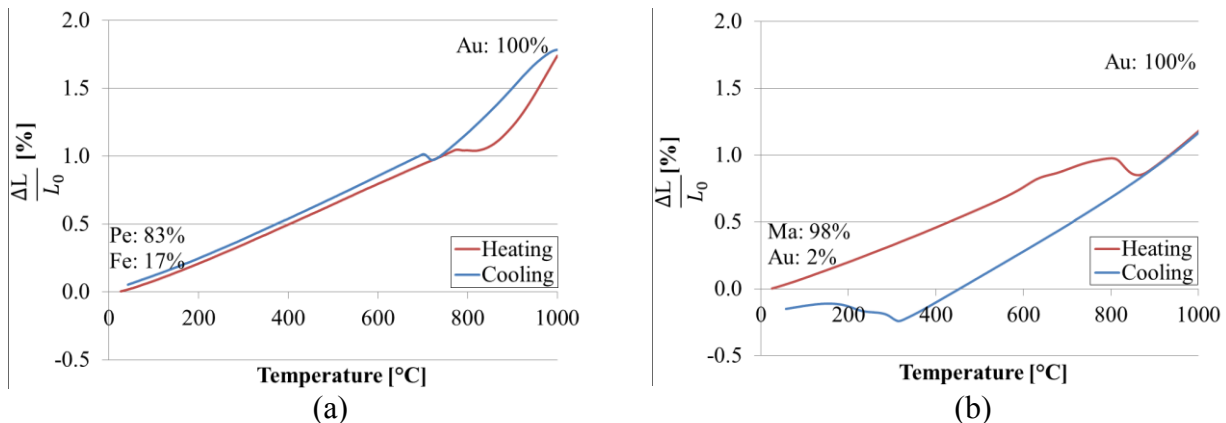 2.0
1.5
1.0
0.5
0.0
-0.5
ΔL
L₀
[%]
Au: 100%
Pe: 83%
Fe: 17%
Heating
Cooling
0 200 400 600 800 1000
Temperature [°C]
(a)
2.0
1.5
1.0
0.5
0.0
-0.5
ΔL
L₀
[%]
Au: 100%
Ma: 98%
Au: 2%
Heating
Cooling
0 200 400 600 800 1000
Temperature [°C]
(b)